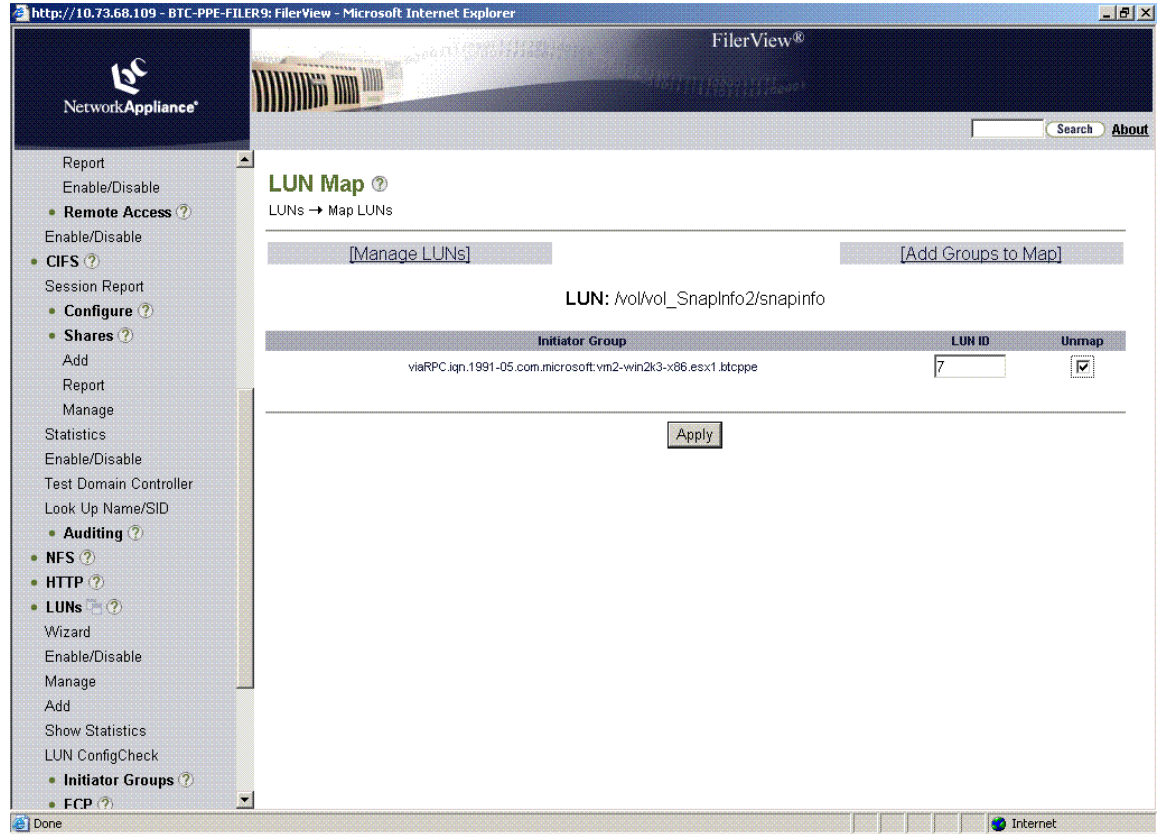 http://10.73.68.109 - BTC-PPE-FILER9: FilerView - Microsoft Internet Explorer
NetworkAppliance®
FilerView®
Search About
Report
Enable/Disable
Remote Access ?
Enable/Disable
CIFS ?
Session Report
Configure ?
Shares ?
Add
Report
Manage
Statistics
Enable/Disable
Test Domain Controller
Look Up Name/SID
Auditing ?
NFS ?
HTTP ?
LUNs ?
Wizard
Enable/Disable
Manage
Add
Show Statistics
LUN ConfigCheck
Initiator Groups ?
FCP ?
LUN Map ?
LUNs → Map LUNs
[Manage LUNs] [Add Groups to Map]
LUN: /vol/vol_SnapInfo2/snapinfo
Initiator Group LUN ID Unmap
viaRPC.iqn.1991-05.com.microsoft:vm2-win2k3-x86.esx1.btcppe 7
Apply
Done Internet